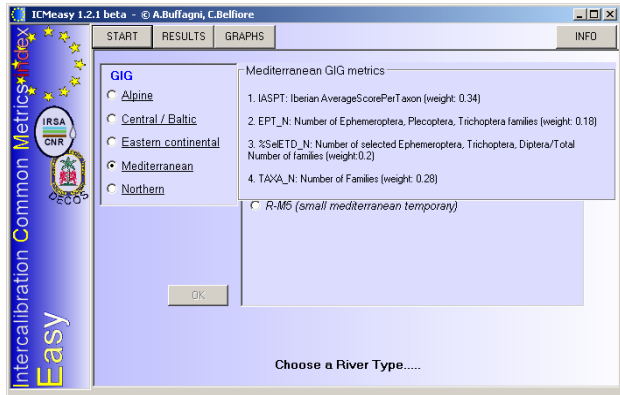 ICMeasy 1.2.1 beta - © A.Buffagni, C.Belfiore
START RESULTS GRAPHS INFO
Intercalibration Common Metrics Index
Easy
IRSA
CNR
DECOS
GIG
Alpine
Central / Baltic
Eastern continental
Mediterranean
Northern
Mediterranean GIG metrics
1. IASPT: Iberian AverageScorePerTaxon (weight: 0.34)
2. EPT_N: Number of Ephemeroptera, Plecoptera, Trichoptera families (weight: 0.18)
3. %SelETD_N: Number of selected Ephemeroptera, Trichoptera, Diptera/Total
Number of families (weight:0.2)
4. TAXA_N: Number of Families (weight: 0.28)
R-M5 (small mediterranean temporary)
OK
Choose a River Type.....